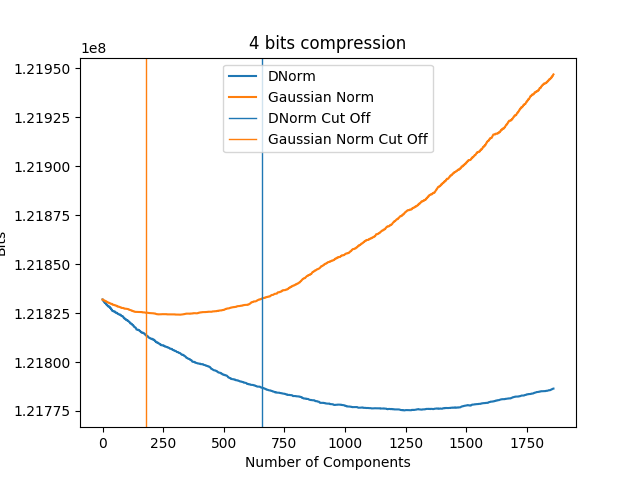 4 bits compression
1e8
1.21950
1.21925
1.21900
1.21875
1.21850
1.21825
1.21800
1.21775
Bits
DNorm
Gaussian Norm
DNorm Cut Off
Gaussian Norm Cut Off
0 250 500 750 1000 1250 1500 1750
Number of Components